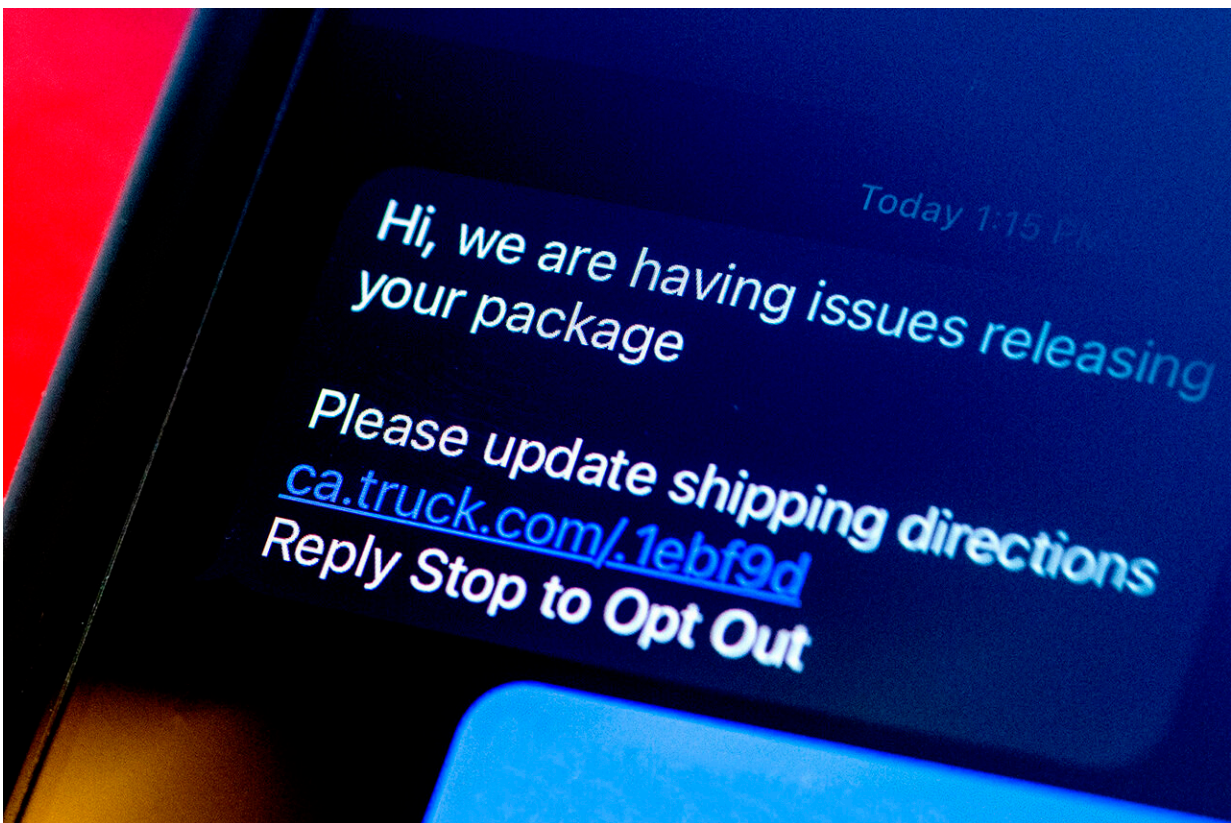 Today 1:15 PM
Hi, we are having issues releasing
your package
Please update shipping directions
ca.truck.com/.1ebf9d
Reply Stop to Opt Out